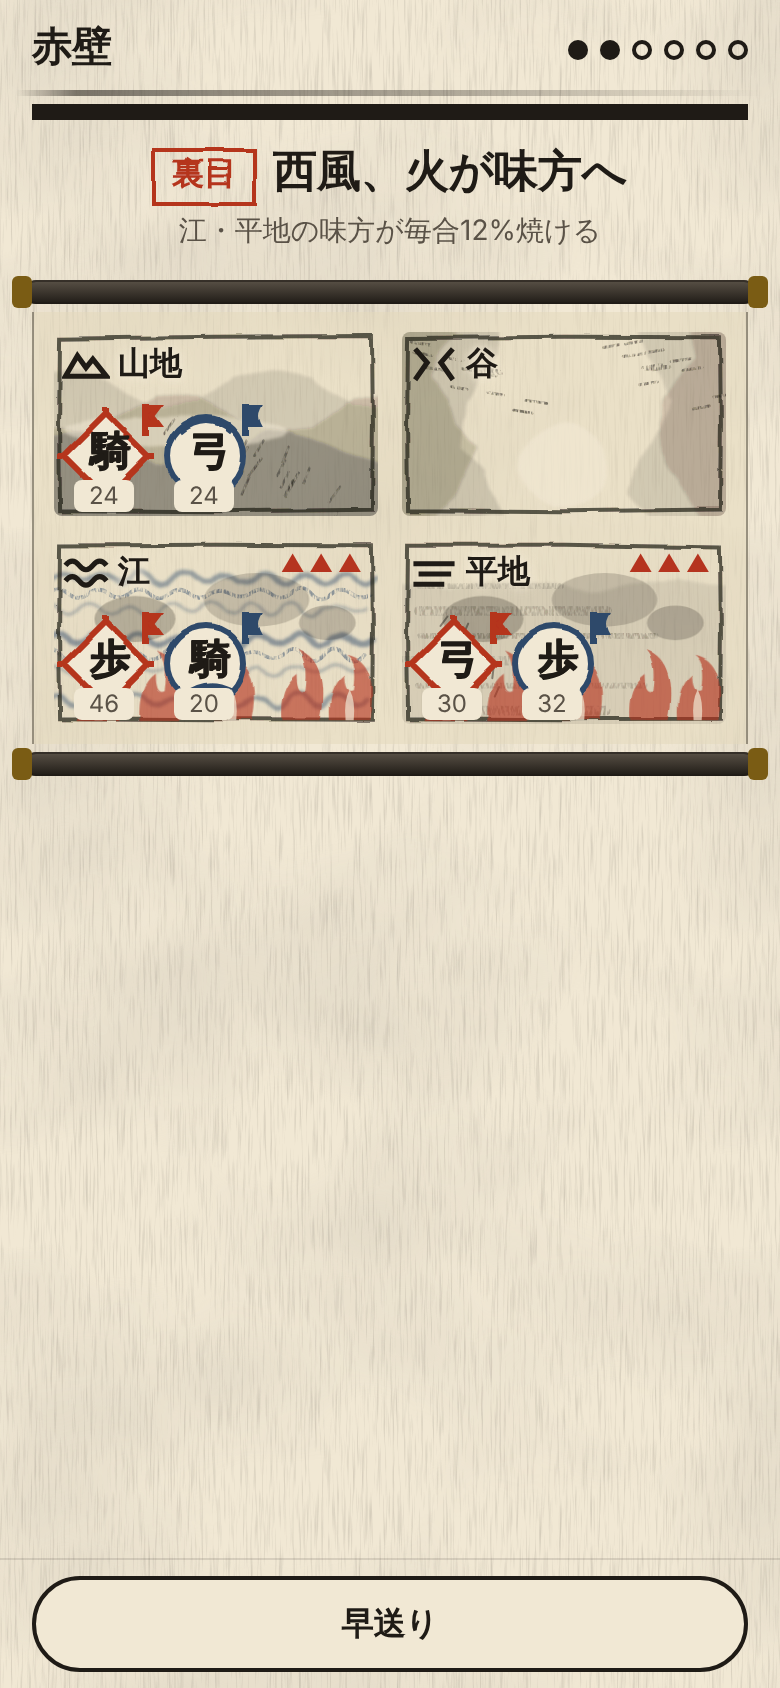 赤壁
裏目 西風、火が味方へ
江・平地の味方が毎合12%焼ける
山地
騎 弓
24 24
谷
江
歩 騎
46 20
平地
弓 歩
30 32
早送り